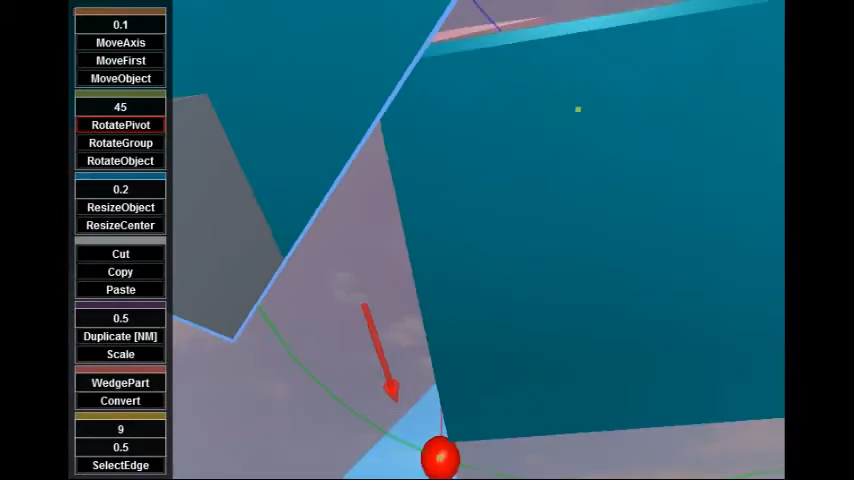 0.1
MoveAxis
MoveFirst
MoveObject
45
RotatePivot
RotateGroup
RotateObject
0.2
ResizeObject
ResizeCenter
Cut
Copy
Paste
0.5
Duplicate [NM]
Scale
WedgePart
Convert
9
0.5
SelectEdge